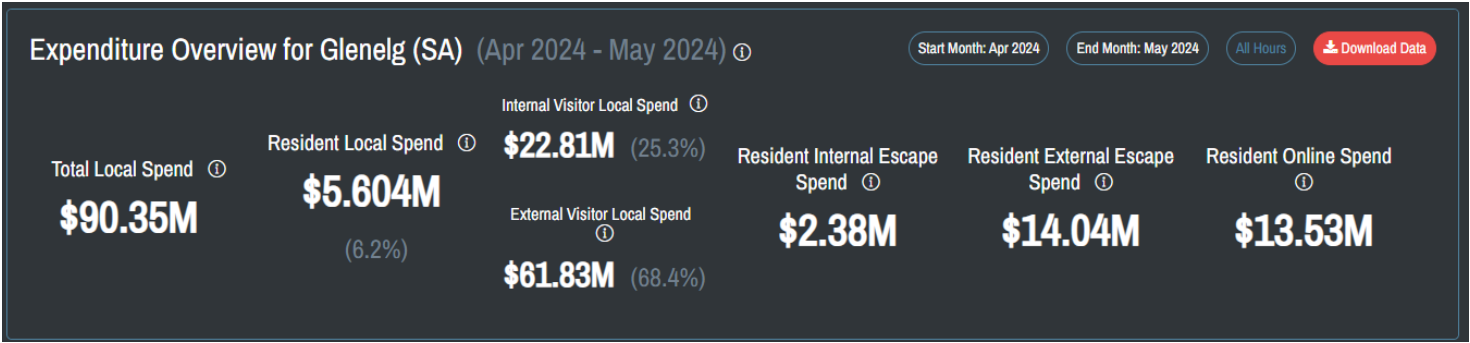 Expenditure Overview for Glenelg (SA) (Apr 2024 - May 2024)
Start Month: Apr 2024
End Month: May 2024
All Hours
Download Data
Total Local Spend
$90.35M
Resident Local Spend
$5.604M
(6.2%)
Internal Visitor Local Spend
$22.81M (25.3%)
External Visitor Local Spend
$61.83M (68.4%)
Resident Internal Escape
Spend
$2.38M
Resident External Escape
Spend
$14.04M
Resident Online Spend
$13.53M